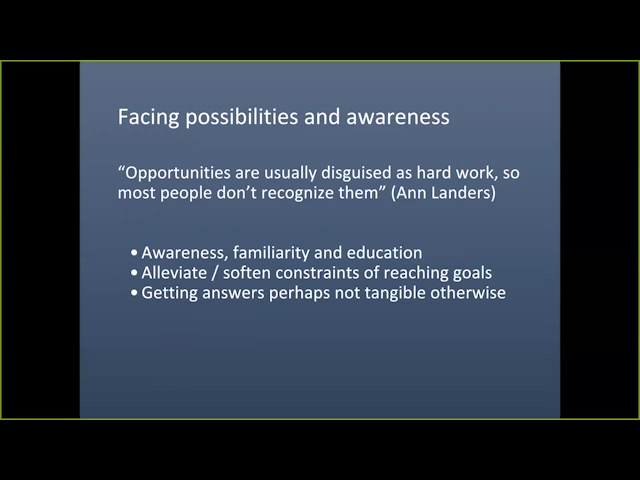 Facing possibilities and awareness
“Opportunities are usually disguised as hard work, so
most people don’t recognize them” (Ann Landers)
• Awareness, familiarity and education
• Alleviate / soften constraints of reaching goals
• Getting answers perhaps not tangible otherwise